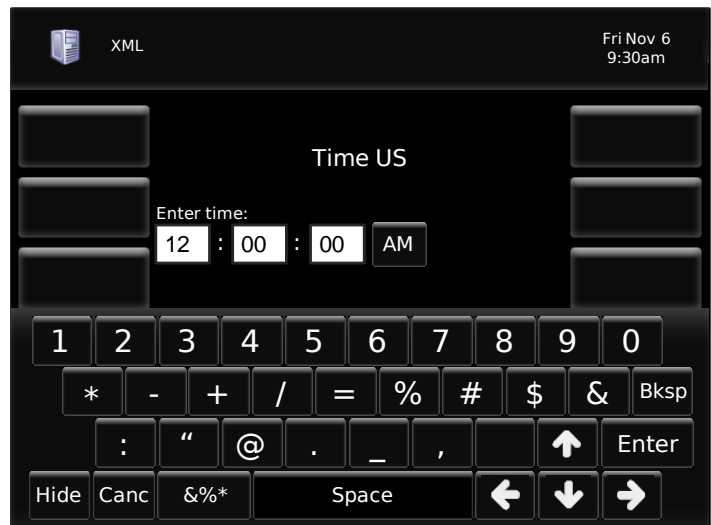 XML
Fri Nov 6
9:30am
Time US
Enter time:
12 : 00 : 00 AM
1 2 3 4 5 6 7 8 9 0
* - + / = % # $ & Bksp
: “ @ . _ , Enter
Hide Canc &%* Space